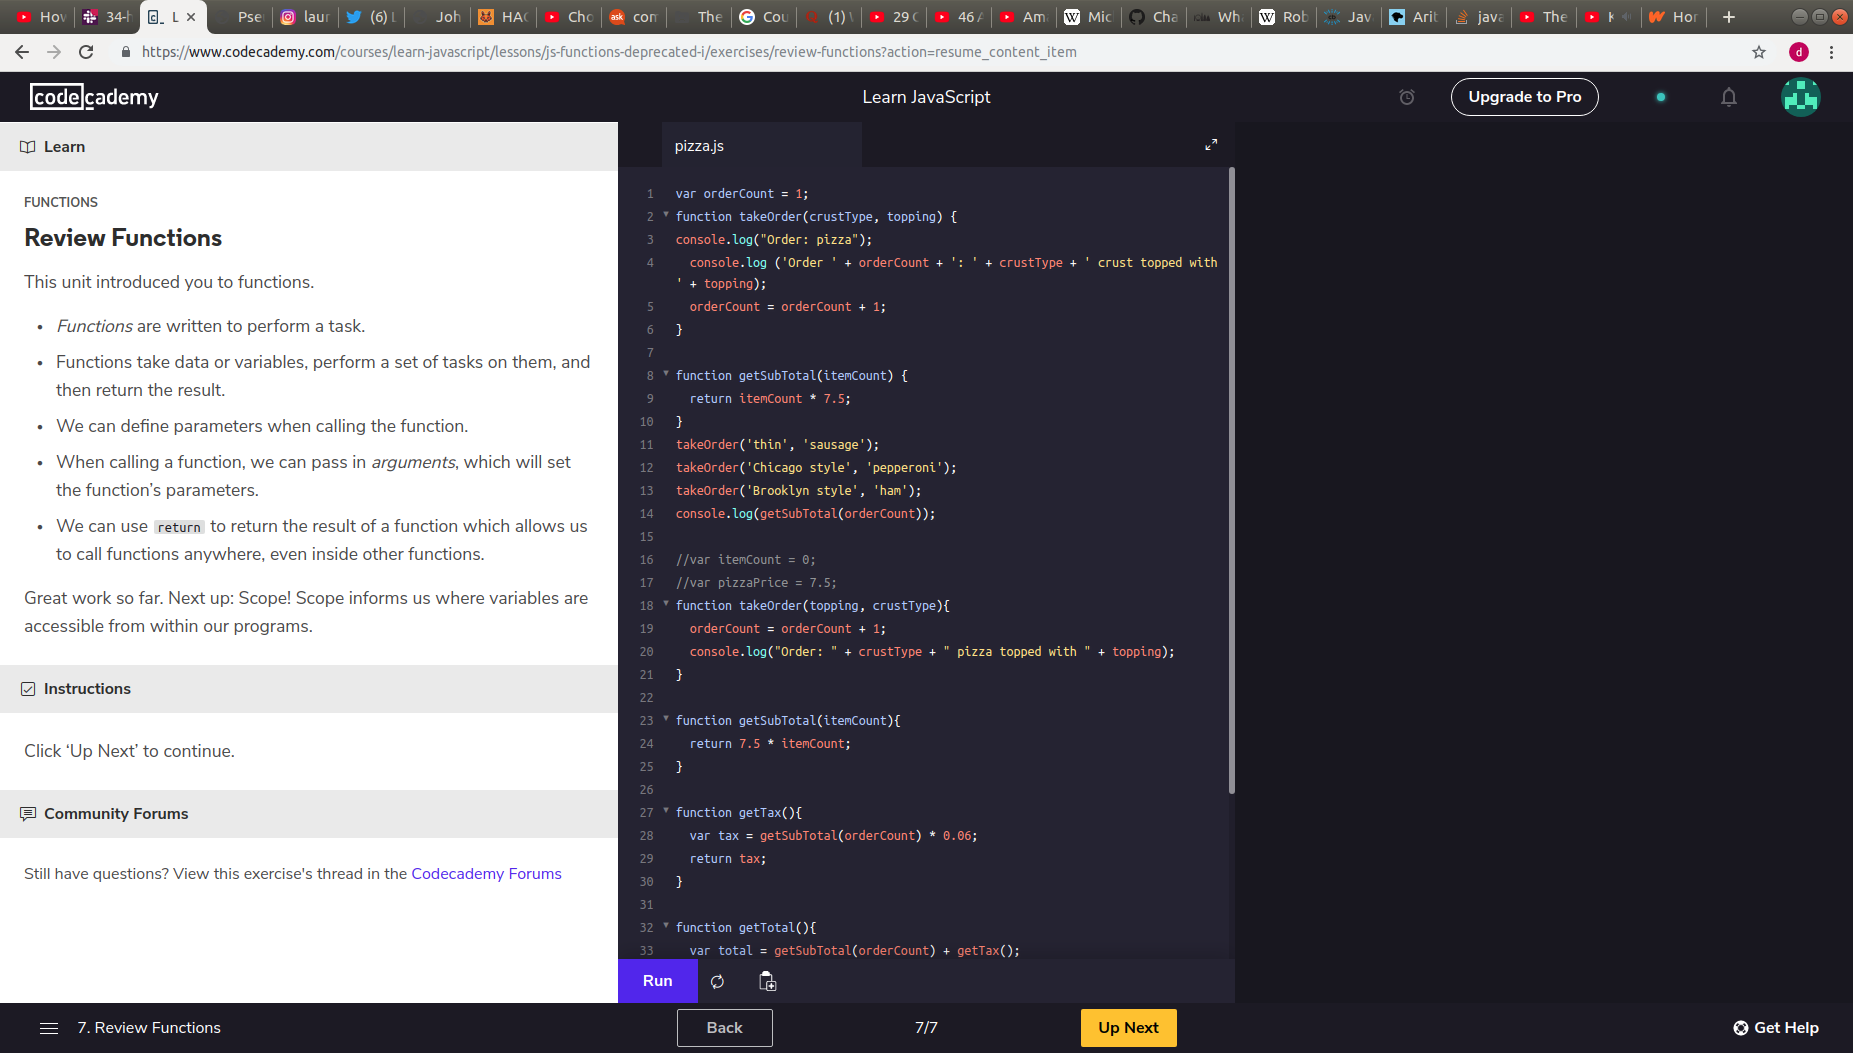 Hov
34-h
L
Pse
laur
(6) L
Joh
HAC
Cho
com
The
Cou
(1)
29 C
46 A
Am
Mic
Cha
Wh
Rob
Jav
Arit
java
The
K
Hor
https://www.codecademy.com/courses/learn-javascript/lessons/js-functions-deprecated-i/exercises/review-functions?action=resume_content_item
d
codecademy
Learn JavaScript
Upgrade to Pro
Learn
FUNCTIONS
Review Functions
This unit introduced you to functions.
• Functions are written to perform a task.
• Functions take data or variables, perform a set of tasks on them, and
then return the result.
• We can define parameters when calling the function.
• When calling a function, we can pass in arguments, which will set
the function's parameters.
• We can use return to return the result of a function which allows us
to call functions anywhere, even inside other functions.
Great work so far. Next up: Scope! Scope informs us where variables are
accessible from within our programs.
Instructions
Click ‘Up Next’ to continue.
Community Forums
Still have questions? View this exercise's thread in the Codecademy Forums
pizza.js
1 var orderCount = 1;
2 function takeOrder(crustType, topping) {
3 console.log("Order: pizza");
4 console.log ('Order ' + orderCount + ': ' + crustType + ' crust topped with
' + topping);
5 orderCount = orderCount + 1;
6 }
7
8 function getSubTotal(itemCount) {
9 return itemCount * 7.5;
10 }
11 takeOrder('thin', 'sausage');
12 takeOrder('Chicago style', 'pepperoni');
13 takeOrder('Brooklyn style', 'ham');
14 console.log(getSubTotal(orderCount));
15
16 //var itemCount = 0;
17 //var pizzaPrice = 7.5;
18 function takeOrder(topping, crustType){
19 orderCount = orderCount + 1;
20 console.log("Order: " + crustType + " pizza topped with " + topping);
21 }
22
23 function getSubTotal(itemCount){
24 return 7.5 * itemCount;
25 }
26
27 function getTax(){
28 var tax = getSubTotal(orderCount) * 0.06;
29 return tax;
30 }
31
32 function getTotal(){
33 var total = getSubTotal(orderCount) + getTax();
Run
7. Review Functions
Back
7/7
Up Next
Get Help